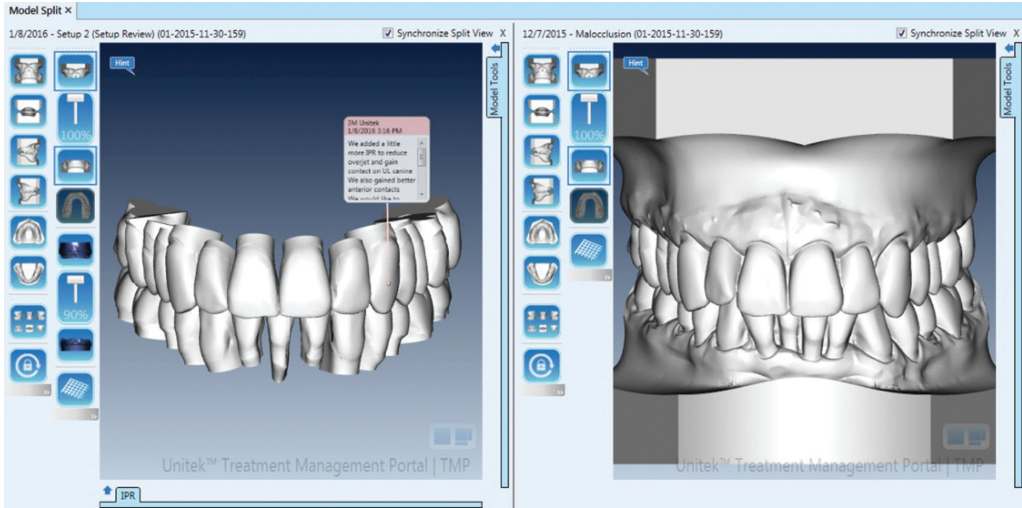 Model Split ×
1/8/2016 - Setup 2 (Setup Review) (01-2015-11-30-159)
Synchronize Split View X
Hint
100%
90%
Model Tools
3M Unitek
1/8/2016 3:16 PM
We added a little
more IPR to reduce
overjet and gain
contact on UL canine
We also gained better
anterior contacts
We would like to
Unitek™ Treatment Management Portal | TMP
IPR
12/7/2015 - Malocclusion (01-2015-11-30-159)
Synchronize Split View X
Hint
100%
Model Tools
Unitek™ Treatment Management Portal | TMP